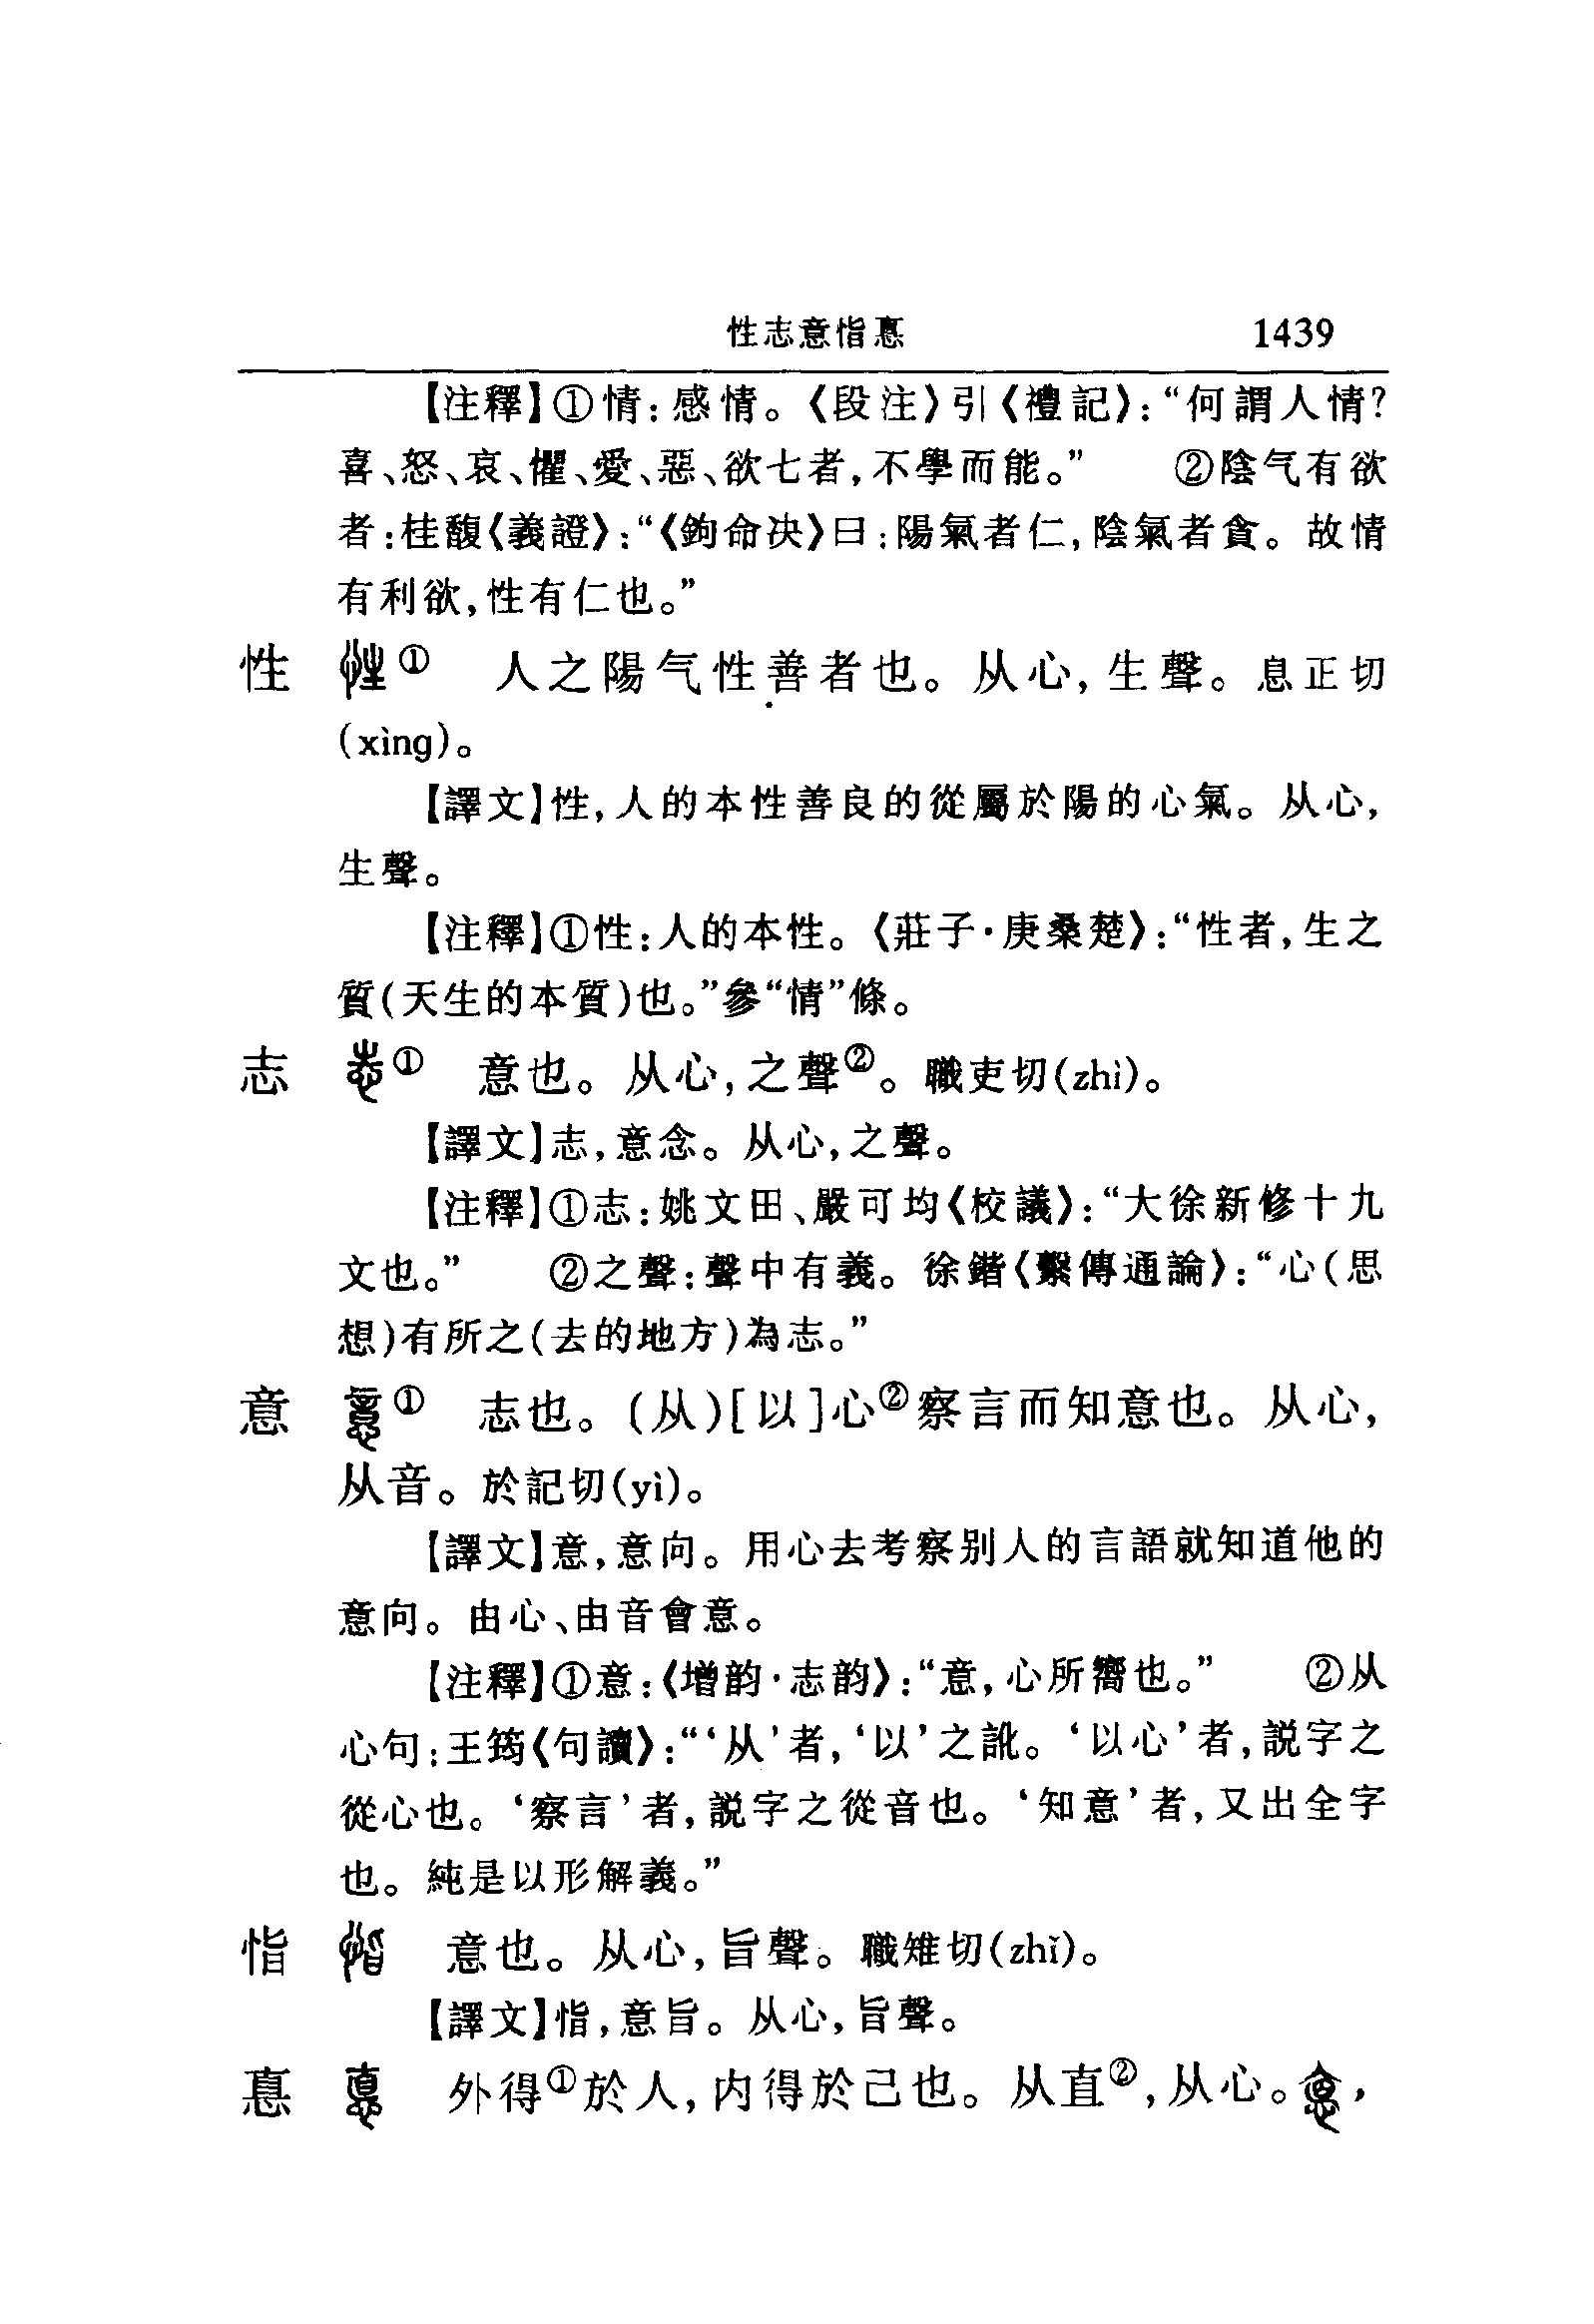 性志意恉悳 1439
【注釋】①情：感情。《段注》引《禮記》：“何謂人情？
喜、怒、哀、懼、愛、惡、欲七者，不學而能。” ②陰气有欲
者：桂馥《義證》：“《鉤命决》曰：陽氣者仁，陰氣者貪。故情
有利欲，性有仁也。”
性 ① 人之陽气性善者也。从心，生聲。息正切
(xìng)。
【譯文】性，人的本性善良的從屬於陽的心氣。从心，
生聲。
【注釋】①性：人的本性。《莊子·庚桑楚》：“性者，生之
質(天生的本質)也。”參“情”條。
志 ① 意也。从心，之聲②。職吏切(zhì)。
【譯文】志，意念。从心，之聲。
【注釋】①志：姚文田、嚴可均《校議》：“大徐新修十九
文也。” ②之聲：聲中有義。徐鍇《繫傳通論》：“心(思
想)有所之(去的地方)為志。”
意 ① 志也。(从)[以]心②察言而知意也。从心，
从音。於記切(yì)。
【譯文】意，意向。用心去考察别人的言語就知道他的
意向。由心、由音會意。
【注釋】①意：《增韵·志韵》：“意，心所嚮也。” ②从
心句：王筠《句讀》：“‘从’者，‘以’之訛。‘以心’者，説字之
從心也。‘察言’者，説字之從音也。‘知意’者，又出全字
也。純是以形解義。”
恉 意也。从心，旨聲。職雉切(zhǐ)。
【譯文】恉，意旨。从心，旨聲。
悳 外得①於人，内得於己也。从直②，从心。，